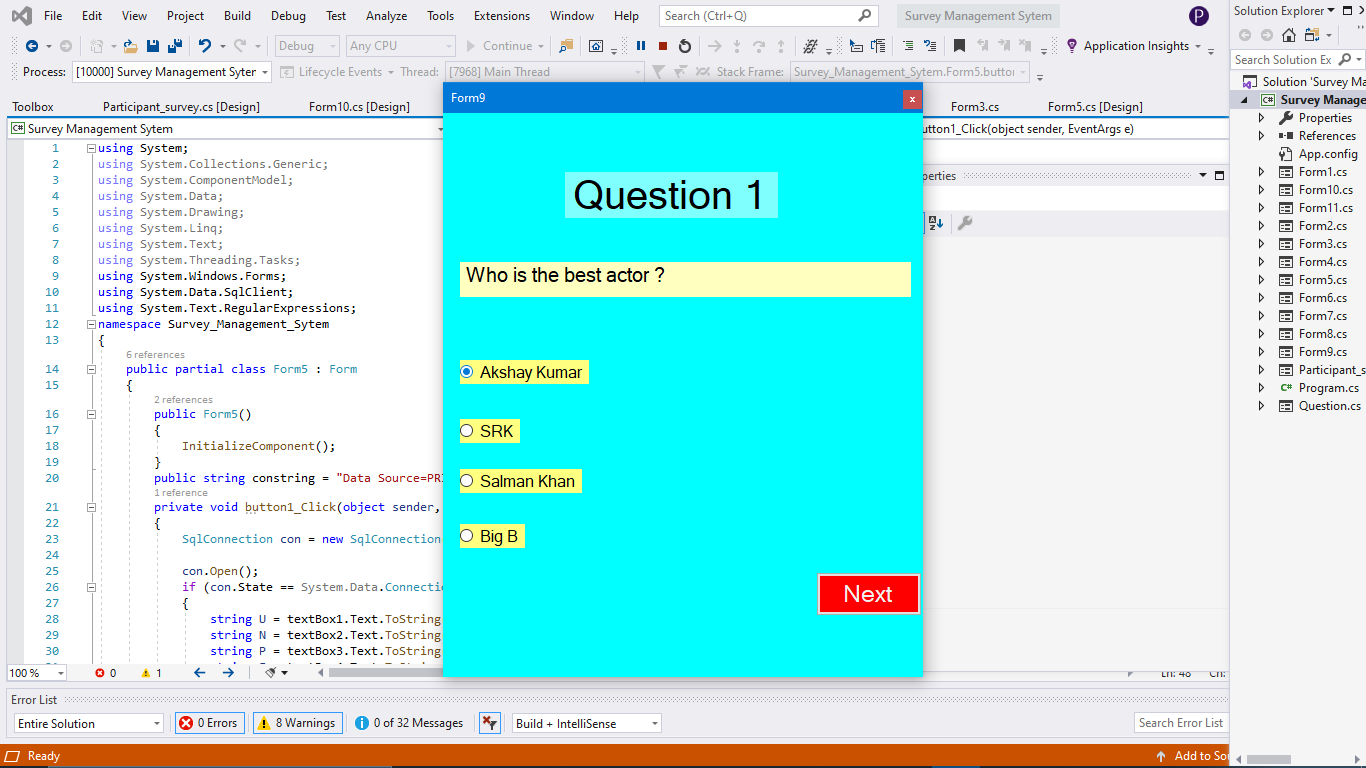 File Edit View Project Build Debug Test Analyze Tools Extensions Window Help Search (Ctrl+Q) Survey Management Sytem P
Debug Any CPU Continue Application Insights
Process: [10000] Survey Management Syter Lifecycle Events Thread: [7968] Main Thread Stack Frame: Survey_Management_Sytem.Form5.button
Toolbox Participant_survey.cs [Design] Form10.cs [Design] Form3.cs Form5.cs [Design]
C# Survey Management Sytem utton1_Click(object sender, EventArgs e)
1 using System;
2 using System.Collections.Generic;
3 using System.ComponentModel;
4 using System.Data;
5 using System.Drawing;
6 using System.Linq;
7 using System.Text;
8 using System.Threading.Tasks;
9 using System.Windows.Forms;
10 using System.Data.SqlClient;
11 using System.Text.RegularExpressions;
12 namespace Survey_Management_Sytem
13 {
6 references
14 public partial class Form5 : Form
15 {
2 references
16 public Form5()
17 {
18 InitializeComponent();
19 }
20 public string constring = "Data Source=PR
1 reference
21 private void button1_Click(object sender,
22 {
23 SqlConnection con = new SqlConnection
24
25 con.Open();
26 if (con.State == System.Data.Connecti
27 {
28 string U = textBox1.Text.ToString
29 string N = textBox2.Text.ToString
30 string P = textBox3.Text.ToString
100 % 0 1 Ln: 48 Ch:
Form9 x
Question 1
Who is the best actor ?
Akshay Kumar
SRK
Salman Khan
Big B
Next
perties
Solution Explorer
Search Solution Ex
Solution 'Survey Ma
C# Survey Manage
Properties
References
App.config
Form1.cs
Form10.cs
Form11.cs
Form2.cs
Form3.cs
Form4.cs
Form5.cs
Form6.cs
Form7.cs
Form8.cs
Form9.cs
Participant_s
C# Program.cs
Question.cs
Error List
Entire Solution 0 Errors 8 Warnings 0 of 32 Messages Build + IntelliSense Search Error List
Ready Add to Sou